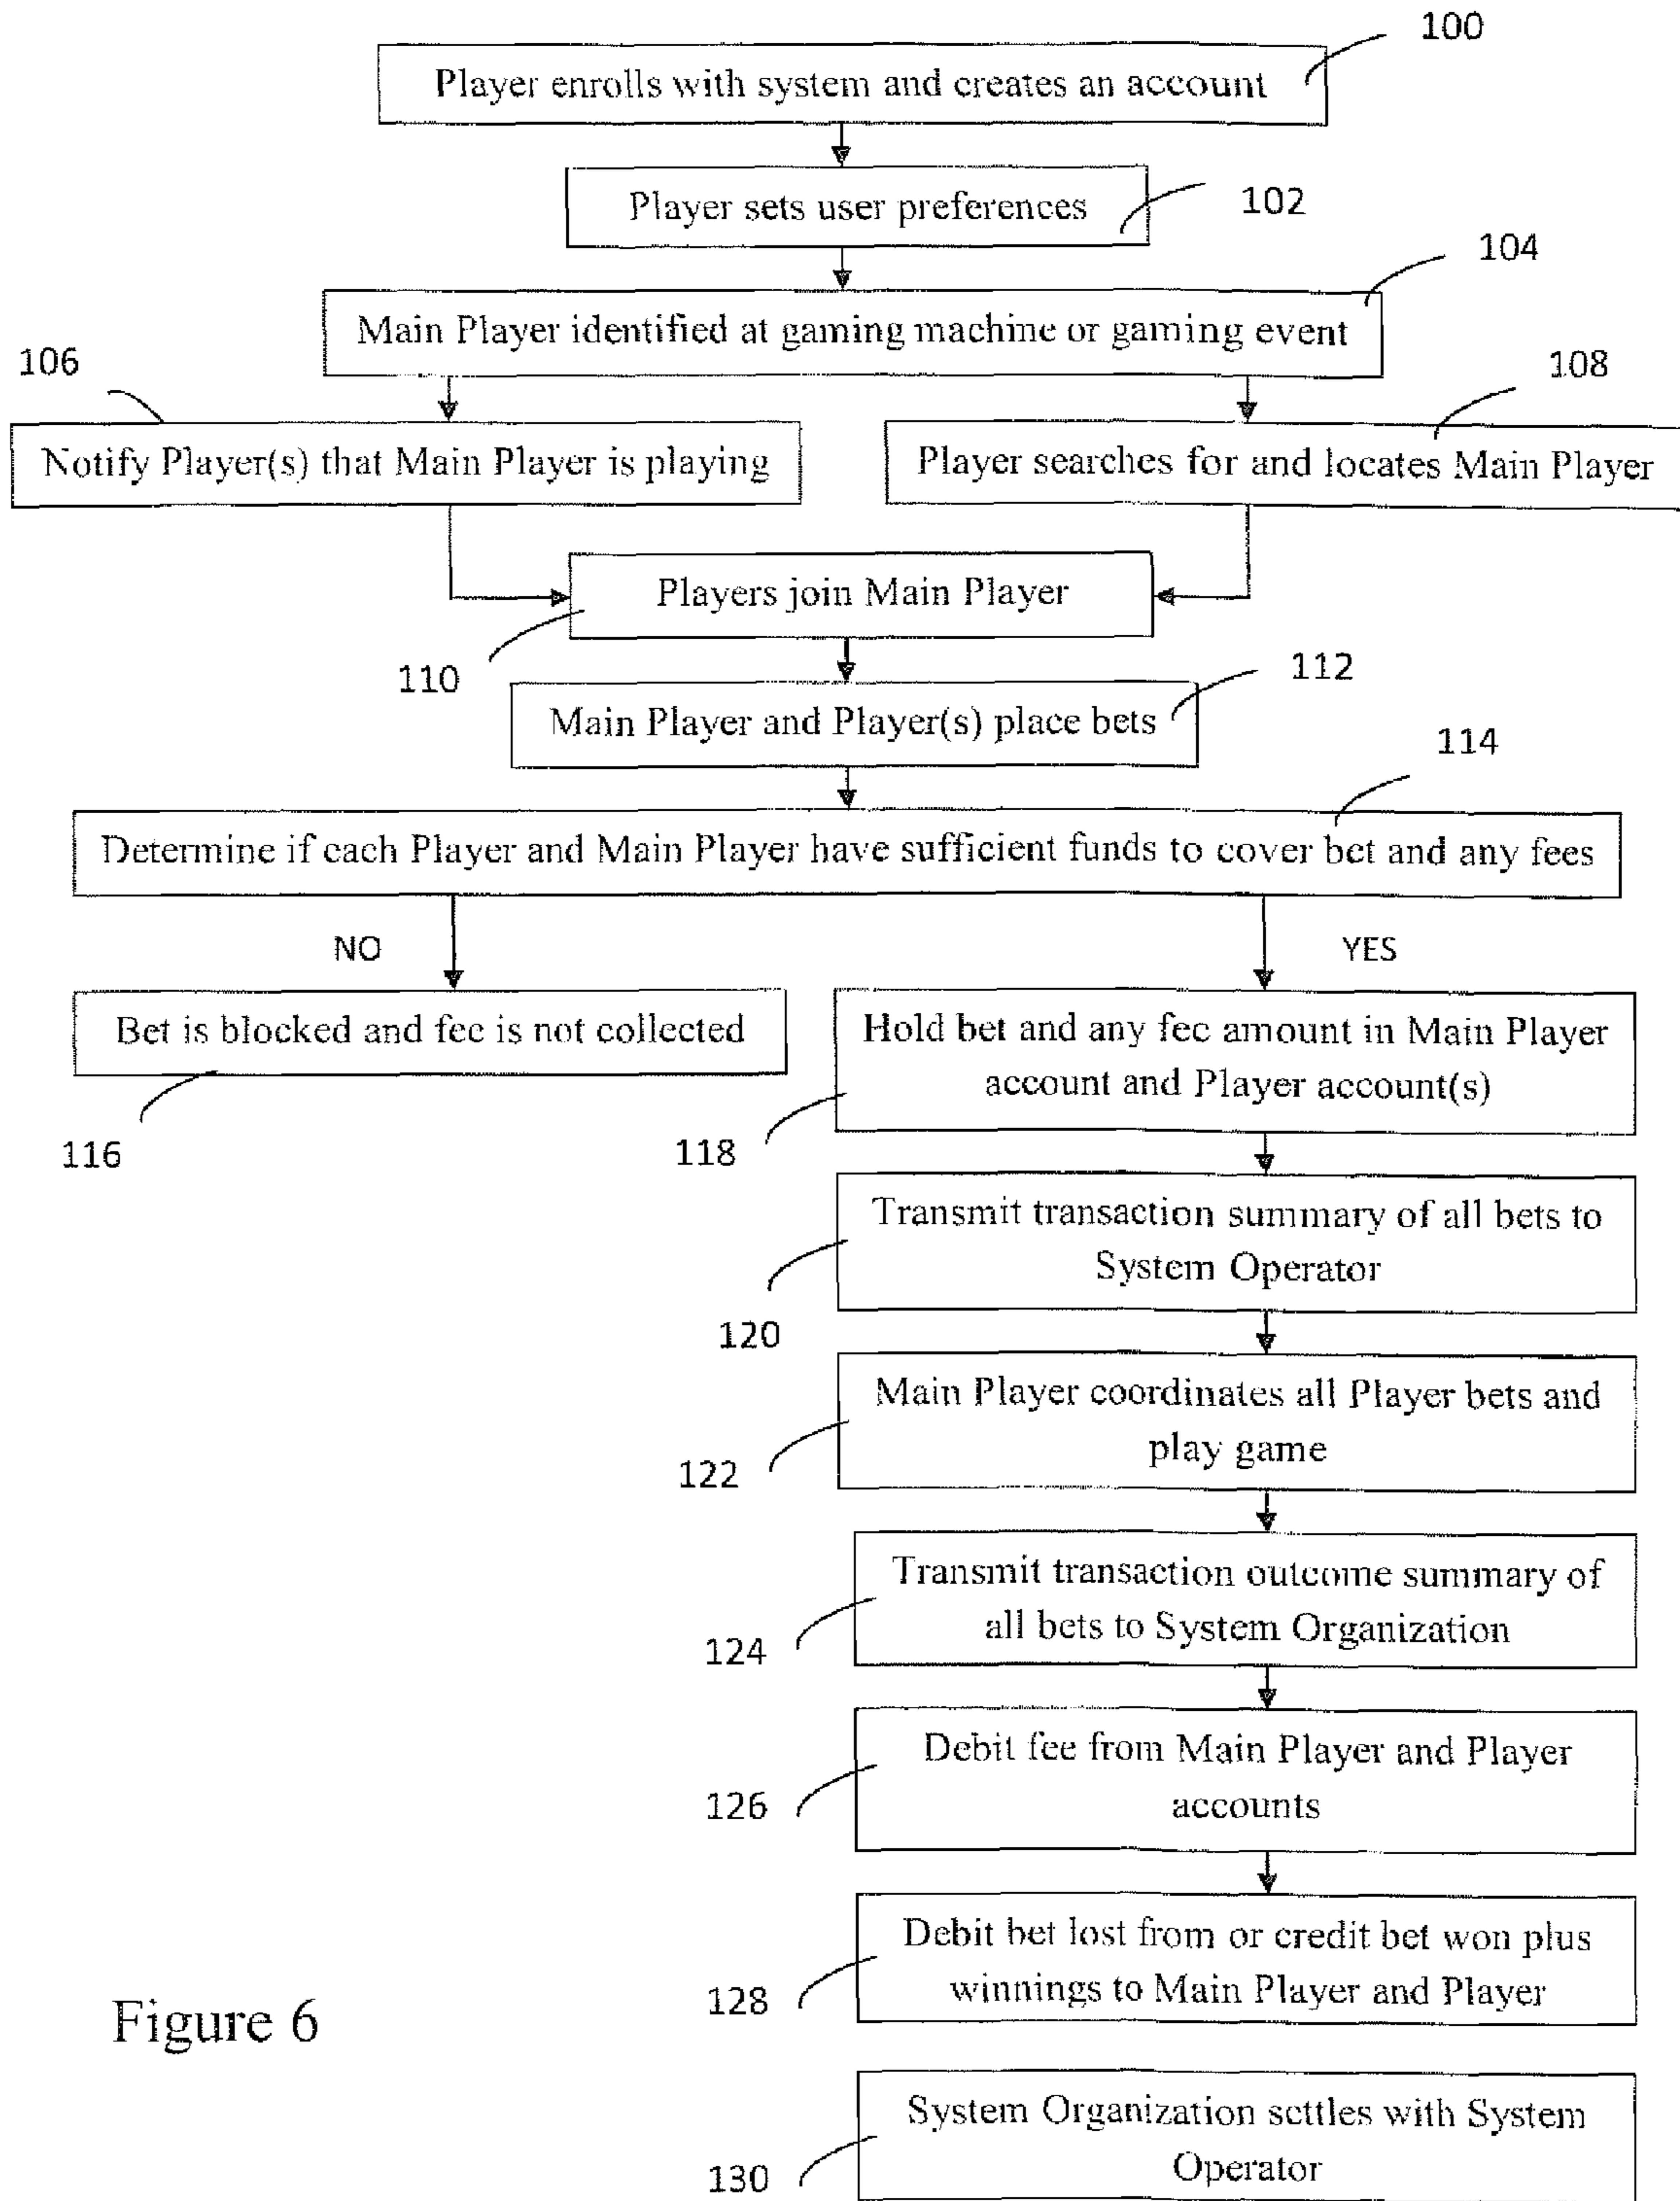 100
Player enrolls with system and creates an account
Player sets user preferences
102
104
Main Player identified at gaming machine or gaming event
106
108
Notify Player(s) that Main Player is playing
Player searches for and locates Main Player
Players join Main Player
110
112
Main Player and Player(s) place bets
114
Determine if each Player and Main Player have sufficient funds to cover bet and any fees
NO
YES
Bet is blocked and fee is not collected
116
Hold bet and any fee amount in Main Player
account and Player account(s)
118
Transmit transaction summary of all bets to
System Operator
120
Main Player coordinates all Player bets and
play game
122
Transmit transaction outcome summary of
all bets to System Organization
124
Debit fee from Main Player and Player
accounts
126
Debit bet lost from or credit bet won plus
winnings to Main Player and Player
128
Figure 6
System Organization settles with System
Operator
130